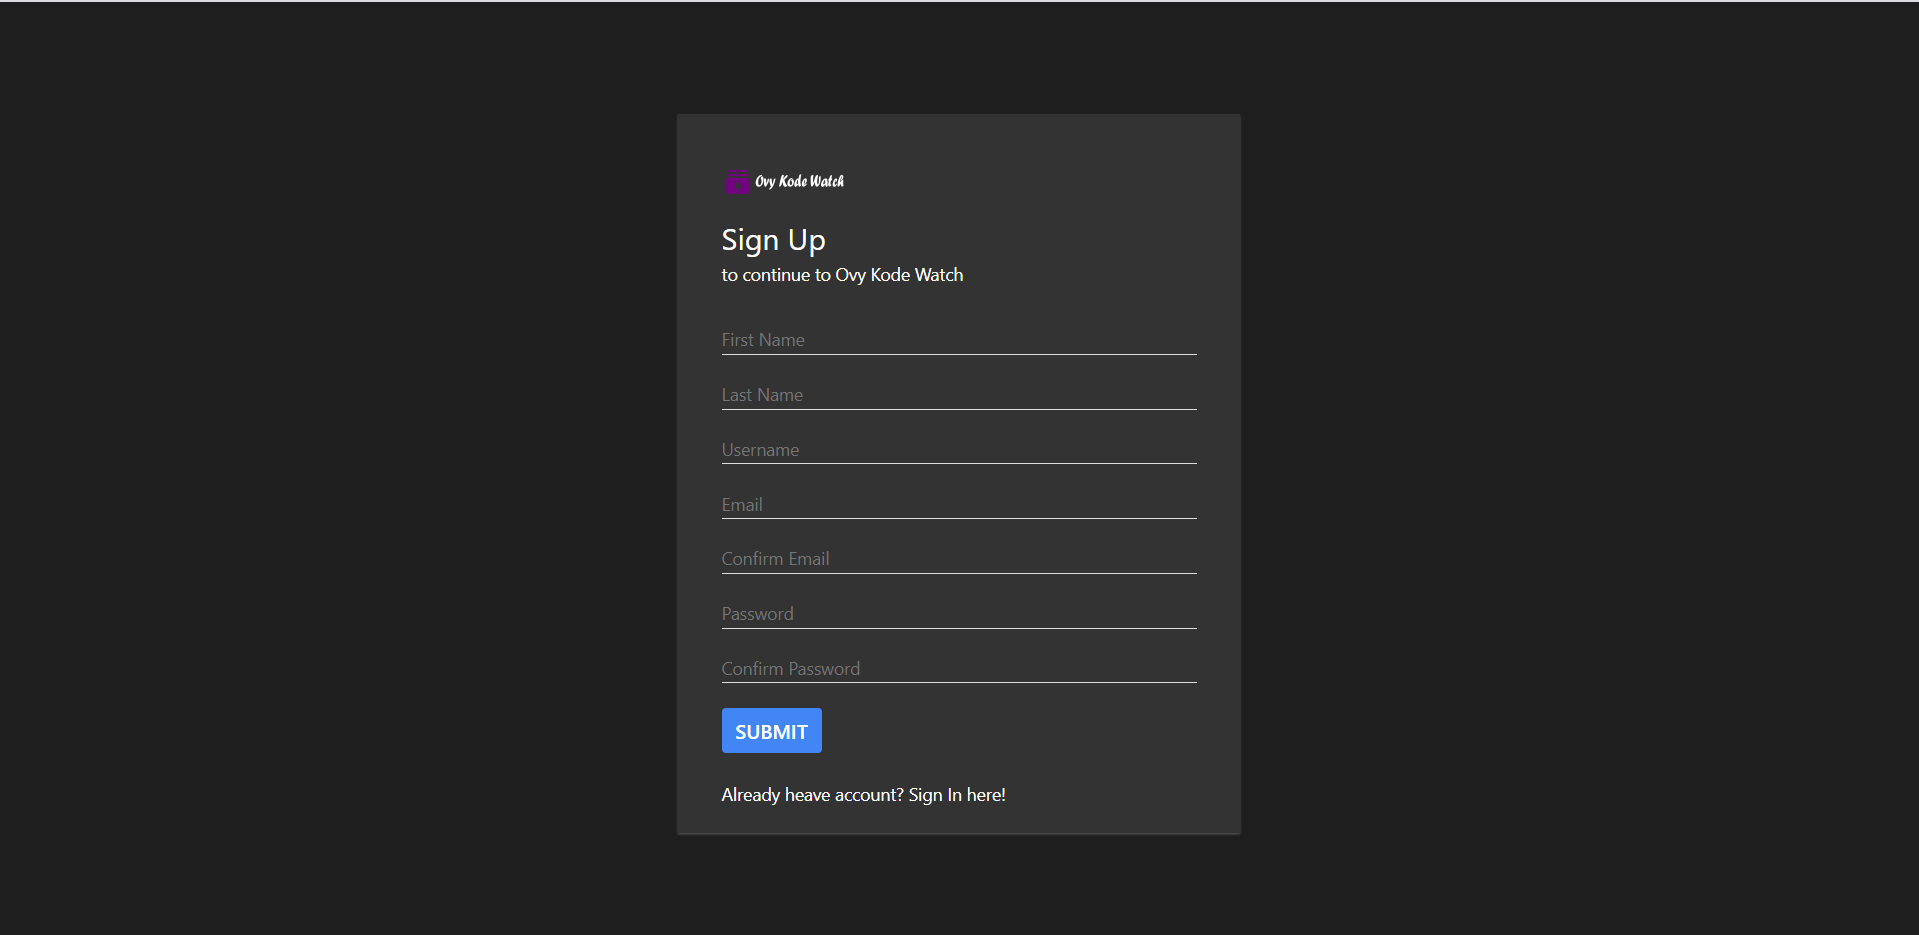 Ovy Kode Watch
Sign Up
to continue to Ovy Kode Watch
First Name
Last Name
Username
Email
Confirm Email
Password
Confirm Password
SUBMIT
Already heave account? Sign In here!